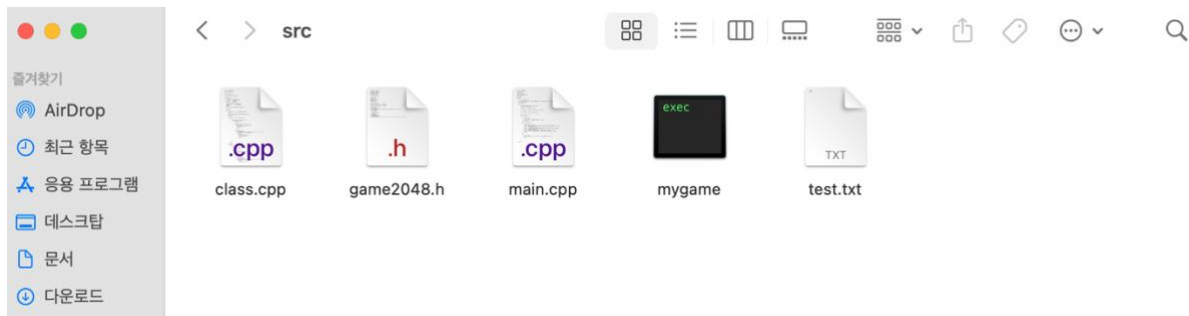 src
즐겨찾기
AirDrop
최근 항목
응용 프로그램
데스크탑
문서
다운로드
.cpp
.h
.cpp
exec
TXT
class.cpp
game2048.h
main.cpp
mygame
test.txt